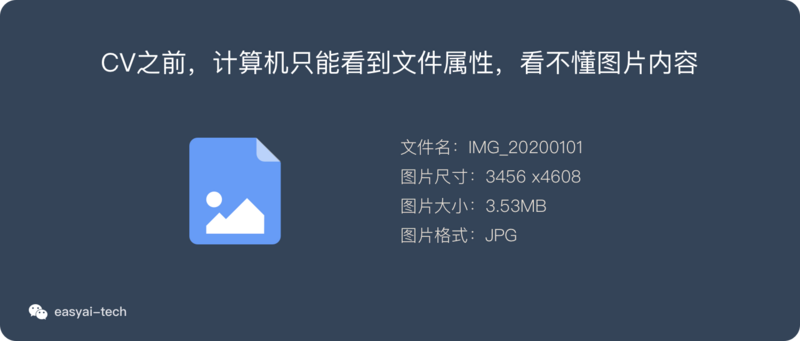 CV之前，计算机只能看到文件属性，看不懂图片内容
文件名：IMG_20200101
图片尺寸：3456 x4608
图片大小：3.53MB
图片格式：JPG
easyai-tech